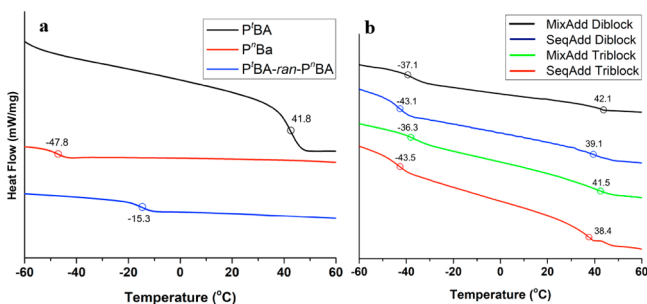 a
PᵗBA
PⁿBa
PᵗBA-ran-PⁿBA
41.8
-47.8
-15.3
Heat Flow (mW/mg)
-60 -40 -20 0 20 40 60
Temperature (°C)
b
MixAdd Diblock
SeqAdd Diblock
MixAdd Triblock
SeqAdd Triblock
-37.1
42.1
-43.1
39.1
-36.3
41.5
-43.5
38.4
-60 -40 -20 0 20 40 60
Temperature (°C)